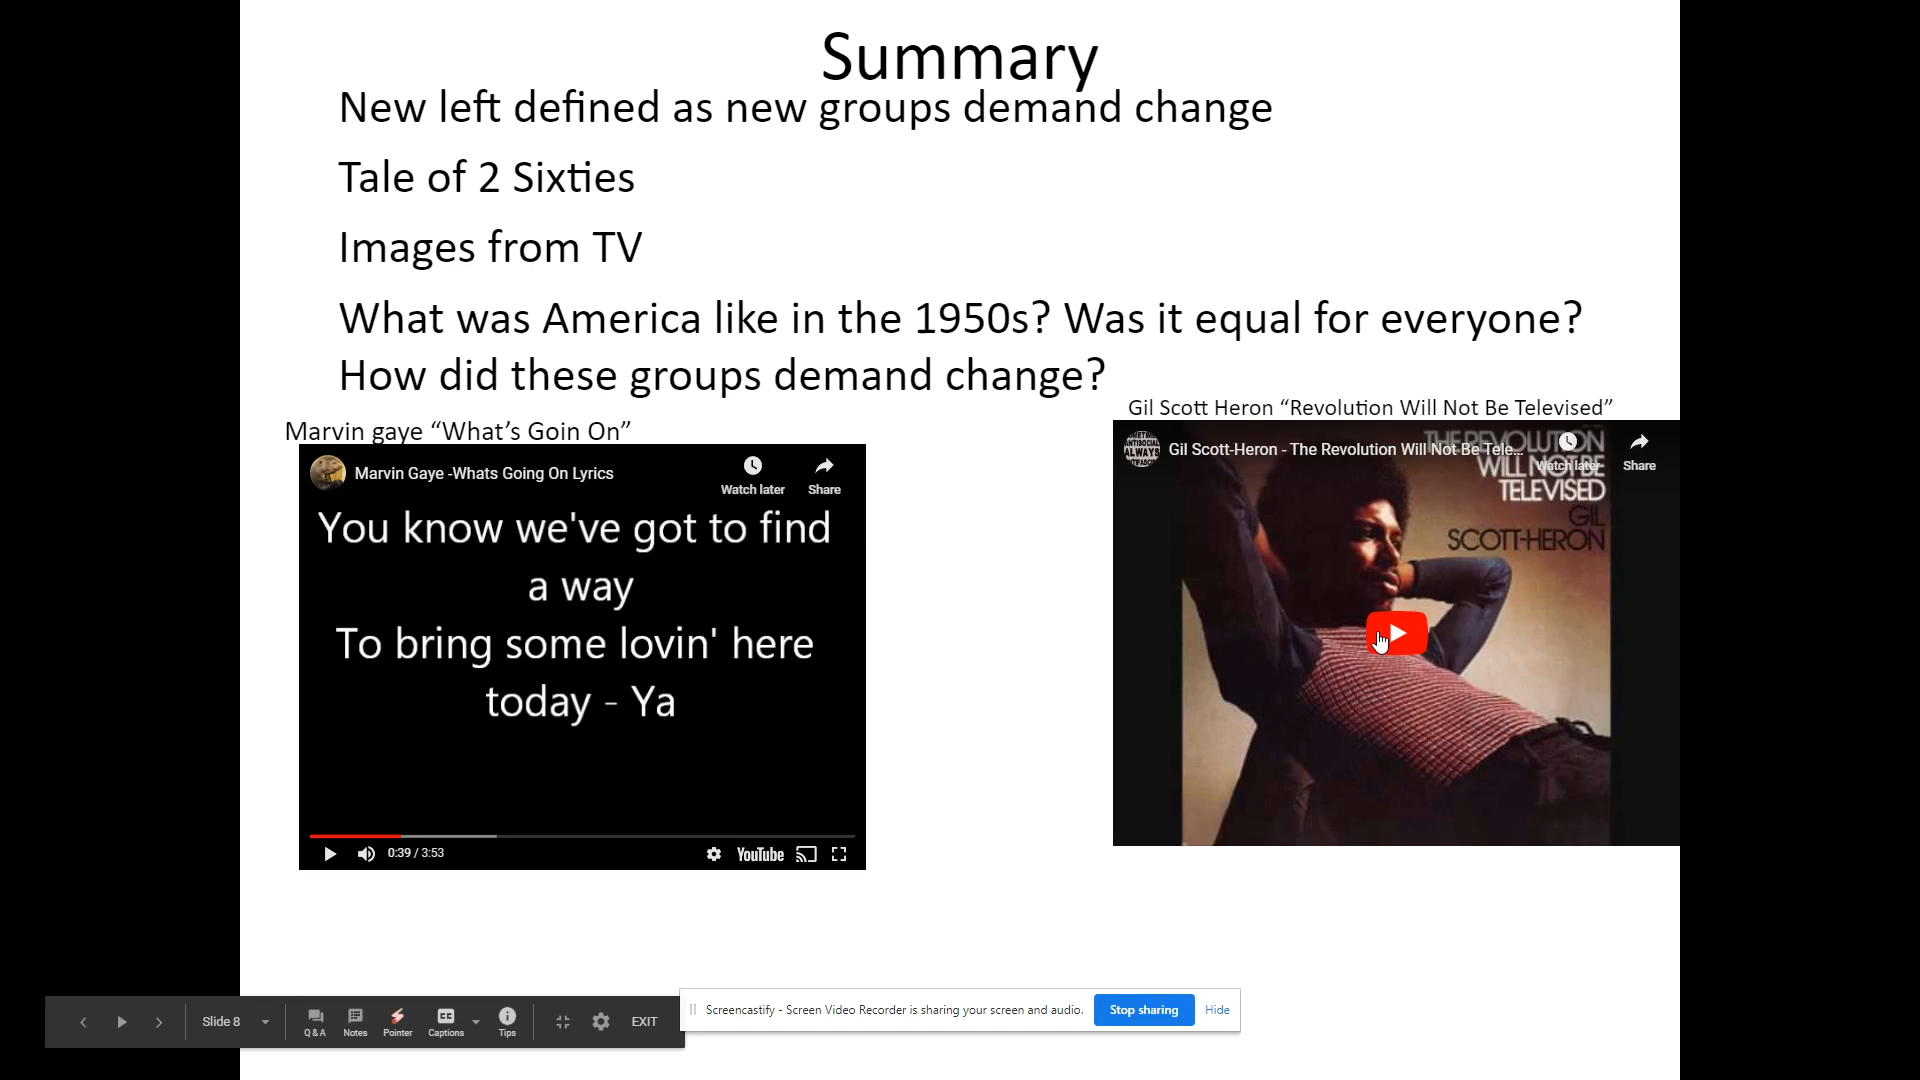 Summary
New left defined as new groups demand change
Tale of 2 Sixties
Images from TV
What was America like in the 1950s? Was it equal for everyone?
How did these groups demand change?
Marvin gaye “What’s Goin On”
Marvin Gaye -Whats Going On Lyrics
Watch later
Share
You know we've got to find
a way
To bring some lovin' here
today - Ya
0:39 / 3:53
YouTube
Gil Scott Heron “Revolution Will Not Be Televised”
ALWAYS
Gil Scott-Heron - The Revolution Will Not Be Tele...
Watch later
Share
THE REVOLUTION
WILL NOT BE
TELEVISED
GIL
SCOTT-HERON
Slide 8
Q & A
Notes
Pointer
CC
Captions
Tips
EXIT
Screencastify - Screen Video Recorder is sharing your screen and audio.
Stop sharing
Hide